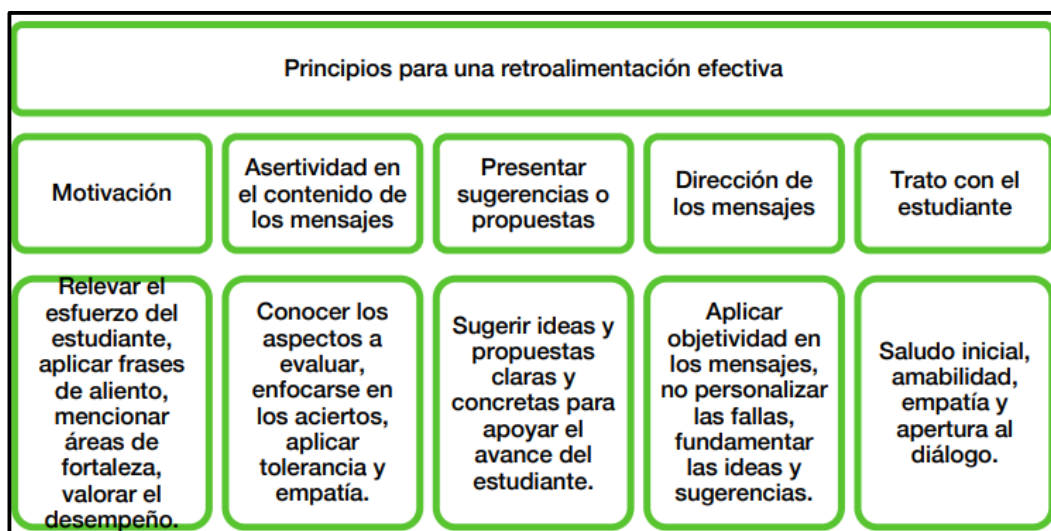 Principios para una retroalimentación efectiva
Motivación
Asertividad en
el contenido de
los mensajes
Presentar
sugerencias o
propuestas
Dirección de
los mensajes
Trato con el
estudiante
Relevar el
esfuerzo del
estudiante,
aplicar frases
de aliento,
mencionar
áreas de
fortaleza,
valorar el
desempeño.
Conocer los
aspectos a
evaluar,
enfocarse en
los aciertos,
aplicar
tolerancia y
empatía.
Sugerir ideas y
propuestas
claras y
concretas para
apoyar el
avance del
estudiante.
Aplicar
objetividad en
los mensajes,
no personalizar
las fallas,
fundamentar
las ideas y
sugerencias.
Saludo inicial,
amabilidad,
empatía y
apertura al
diálogo.